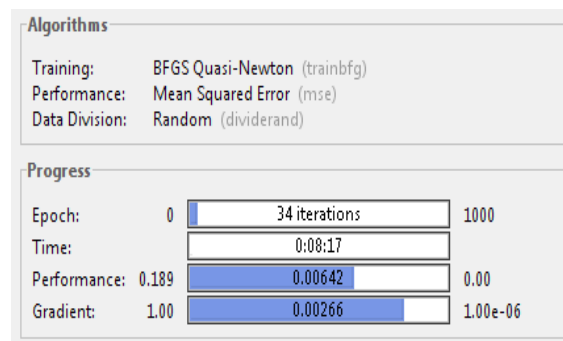 Algorithms
Training: BFGS Quasi-Newton (trainbfg)
Performance: Mean Squared Error (mse)
Data Division: Random (dividerand)
Progress
Epoch: 0 34 iterations 1000
Time: 0:08:17
Performance: 0.189 0.00642 0.00
Gradient: 1.00 0.00266 1.00e-06